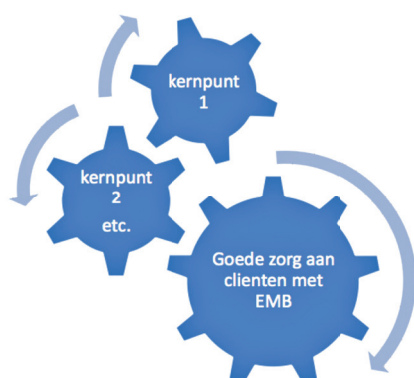 kernpunt
1
kernpunt
2
etc.
Goede zorg aan
clienten met
EMB